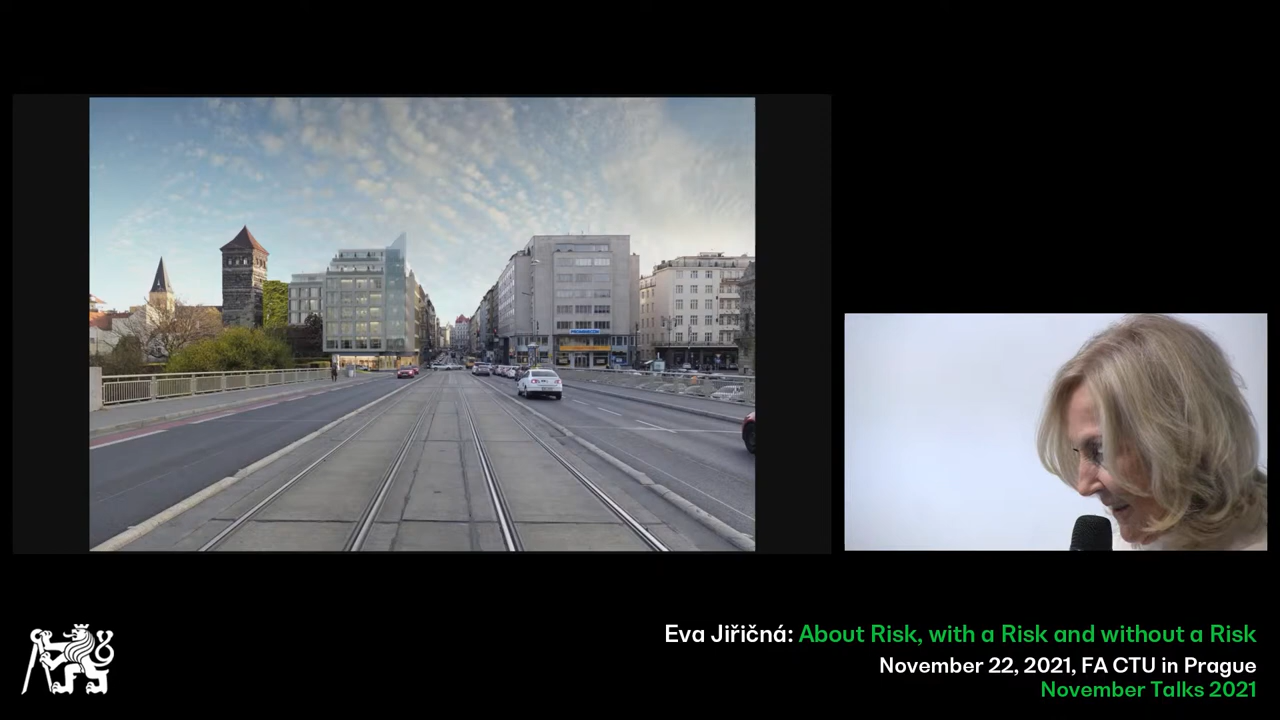 Eva Jiřičná: About Risk, with a Risk and without a Risk
November 22, 2021, FA CTU in Prague
November Talks 2021